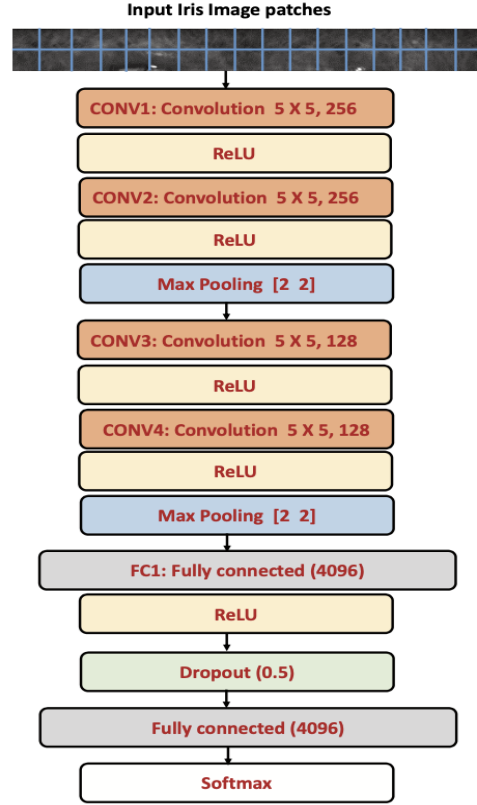 Input Iris Image patches
CONV1: Convolution 5 X 5, 256
ReLU
CONV2: Convolution 5 X 5, 256
ReLU
Max Pooling [2 2]
CONV3: Convolution 5 X 5, 128
ReLU
CONV4: Convolution 5 X 5, 128
ReLU
Max Pooling [2 2]
FC1: Fully connected (4096)
ReLU
Dropout (0.5)
Fully connected (4096)
Softmax